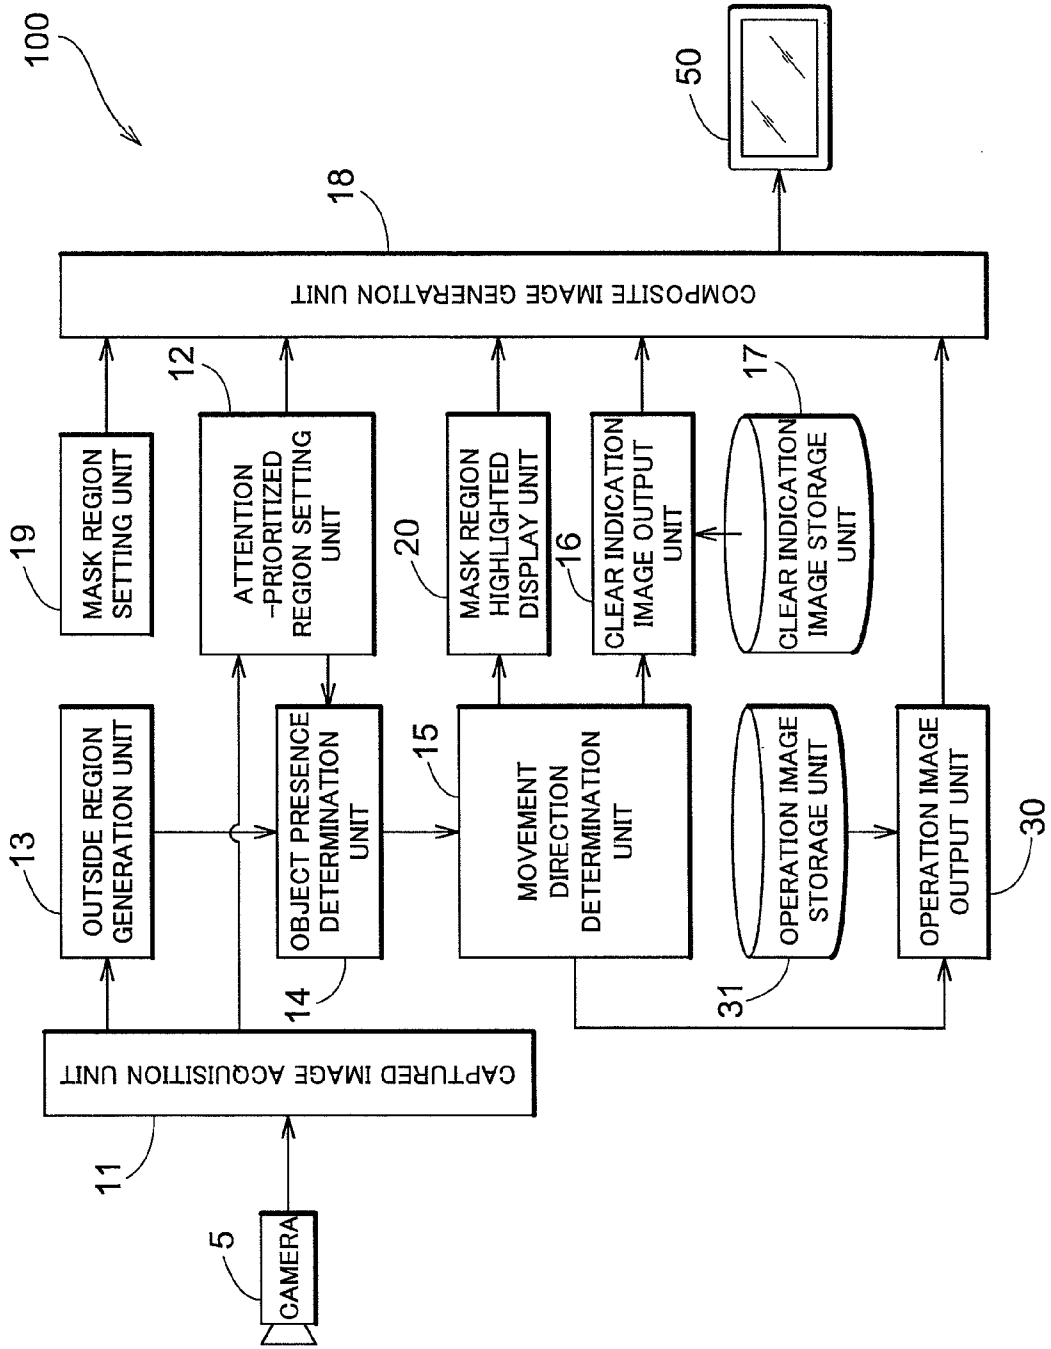 100
5
CAMERA
11
CAPTURED IMAGE ACQUISITION UNIT
13
OUTSIDE REGION
GENERATION UNIT
19
MASK REGION
SETTING UNIT
12
ATTENTION
-PRIORITIZED
REGION SETTING
UNIT
14
OBJECT PRESENCE
DETERMINATION
UNIT
15
MOVEMENT
DIRECTION
DETERMINATION
UNIT
20
MASK REGION
HIGHLIGHTED
DISPLAY UNIT
16
CLEAR INDICATION
IMAGE OUTPUT
UNIT
17
CLEAR INDICATION
IMAGE STORAGE
UNIT
31
OPERATION IMAGE
STORAGE UNIT
30
OPERATION IMAGE
OUTPUT UNIT
18
COMPOSITE IMAGE GENERATION UNIT
50